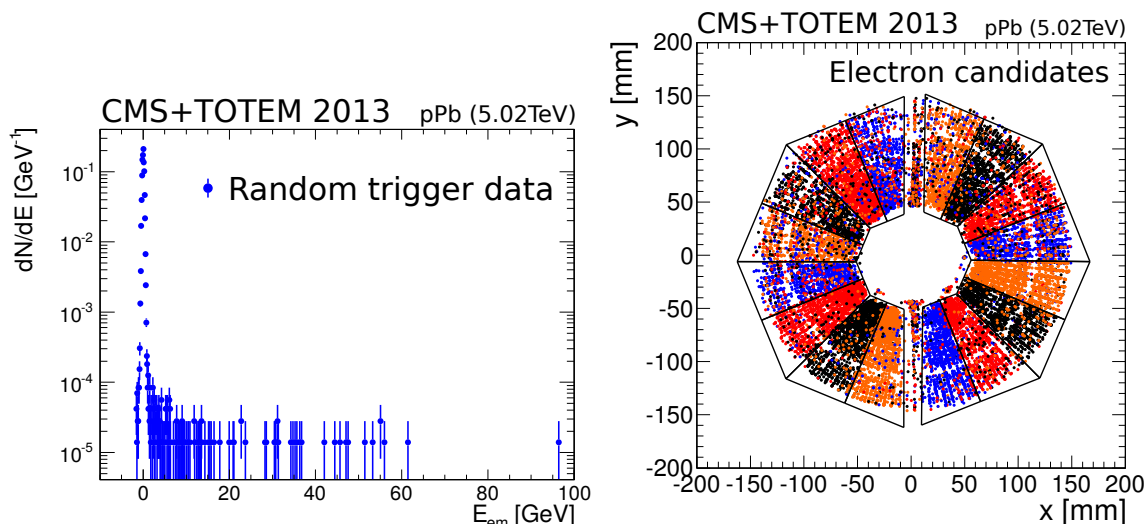 CMS+TOTEM 2013 pPb (5.02TeV)
dN/dE [GeV⁻¹]
10⁻¹
10⁻²
10⁻³
10⁻⁴
10⁻⁵
Random trigger data
0 20 40 60 80 100
E_em [GeV]
CMS+TOTEM 2013 pPb (5.02TeV)
y [mm]
Electron candidates
200
150
100
50
0
-50
-100
-150
-200
-200 -150 -100 -50 0 50 100 150 200
x [mm]